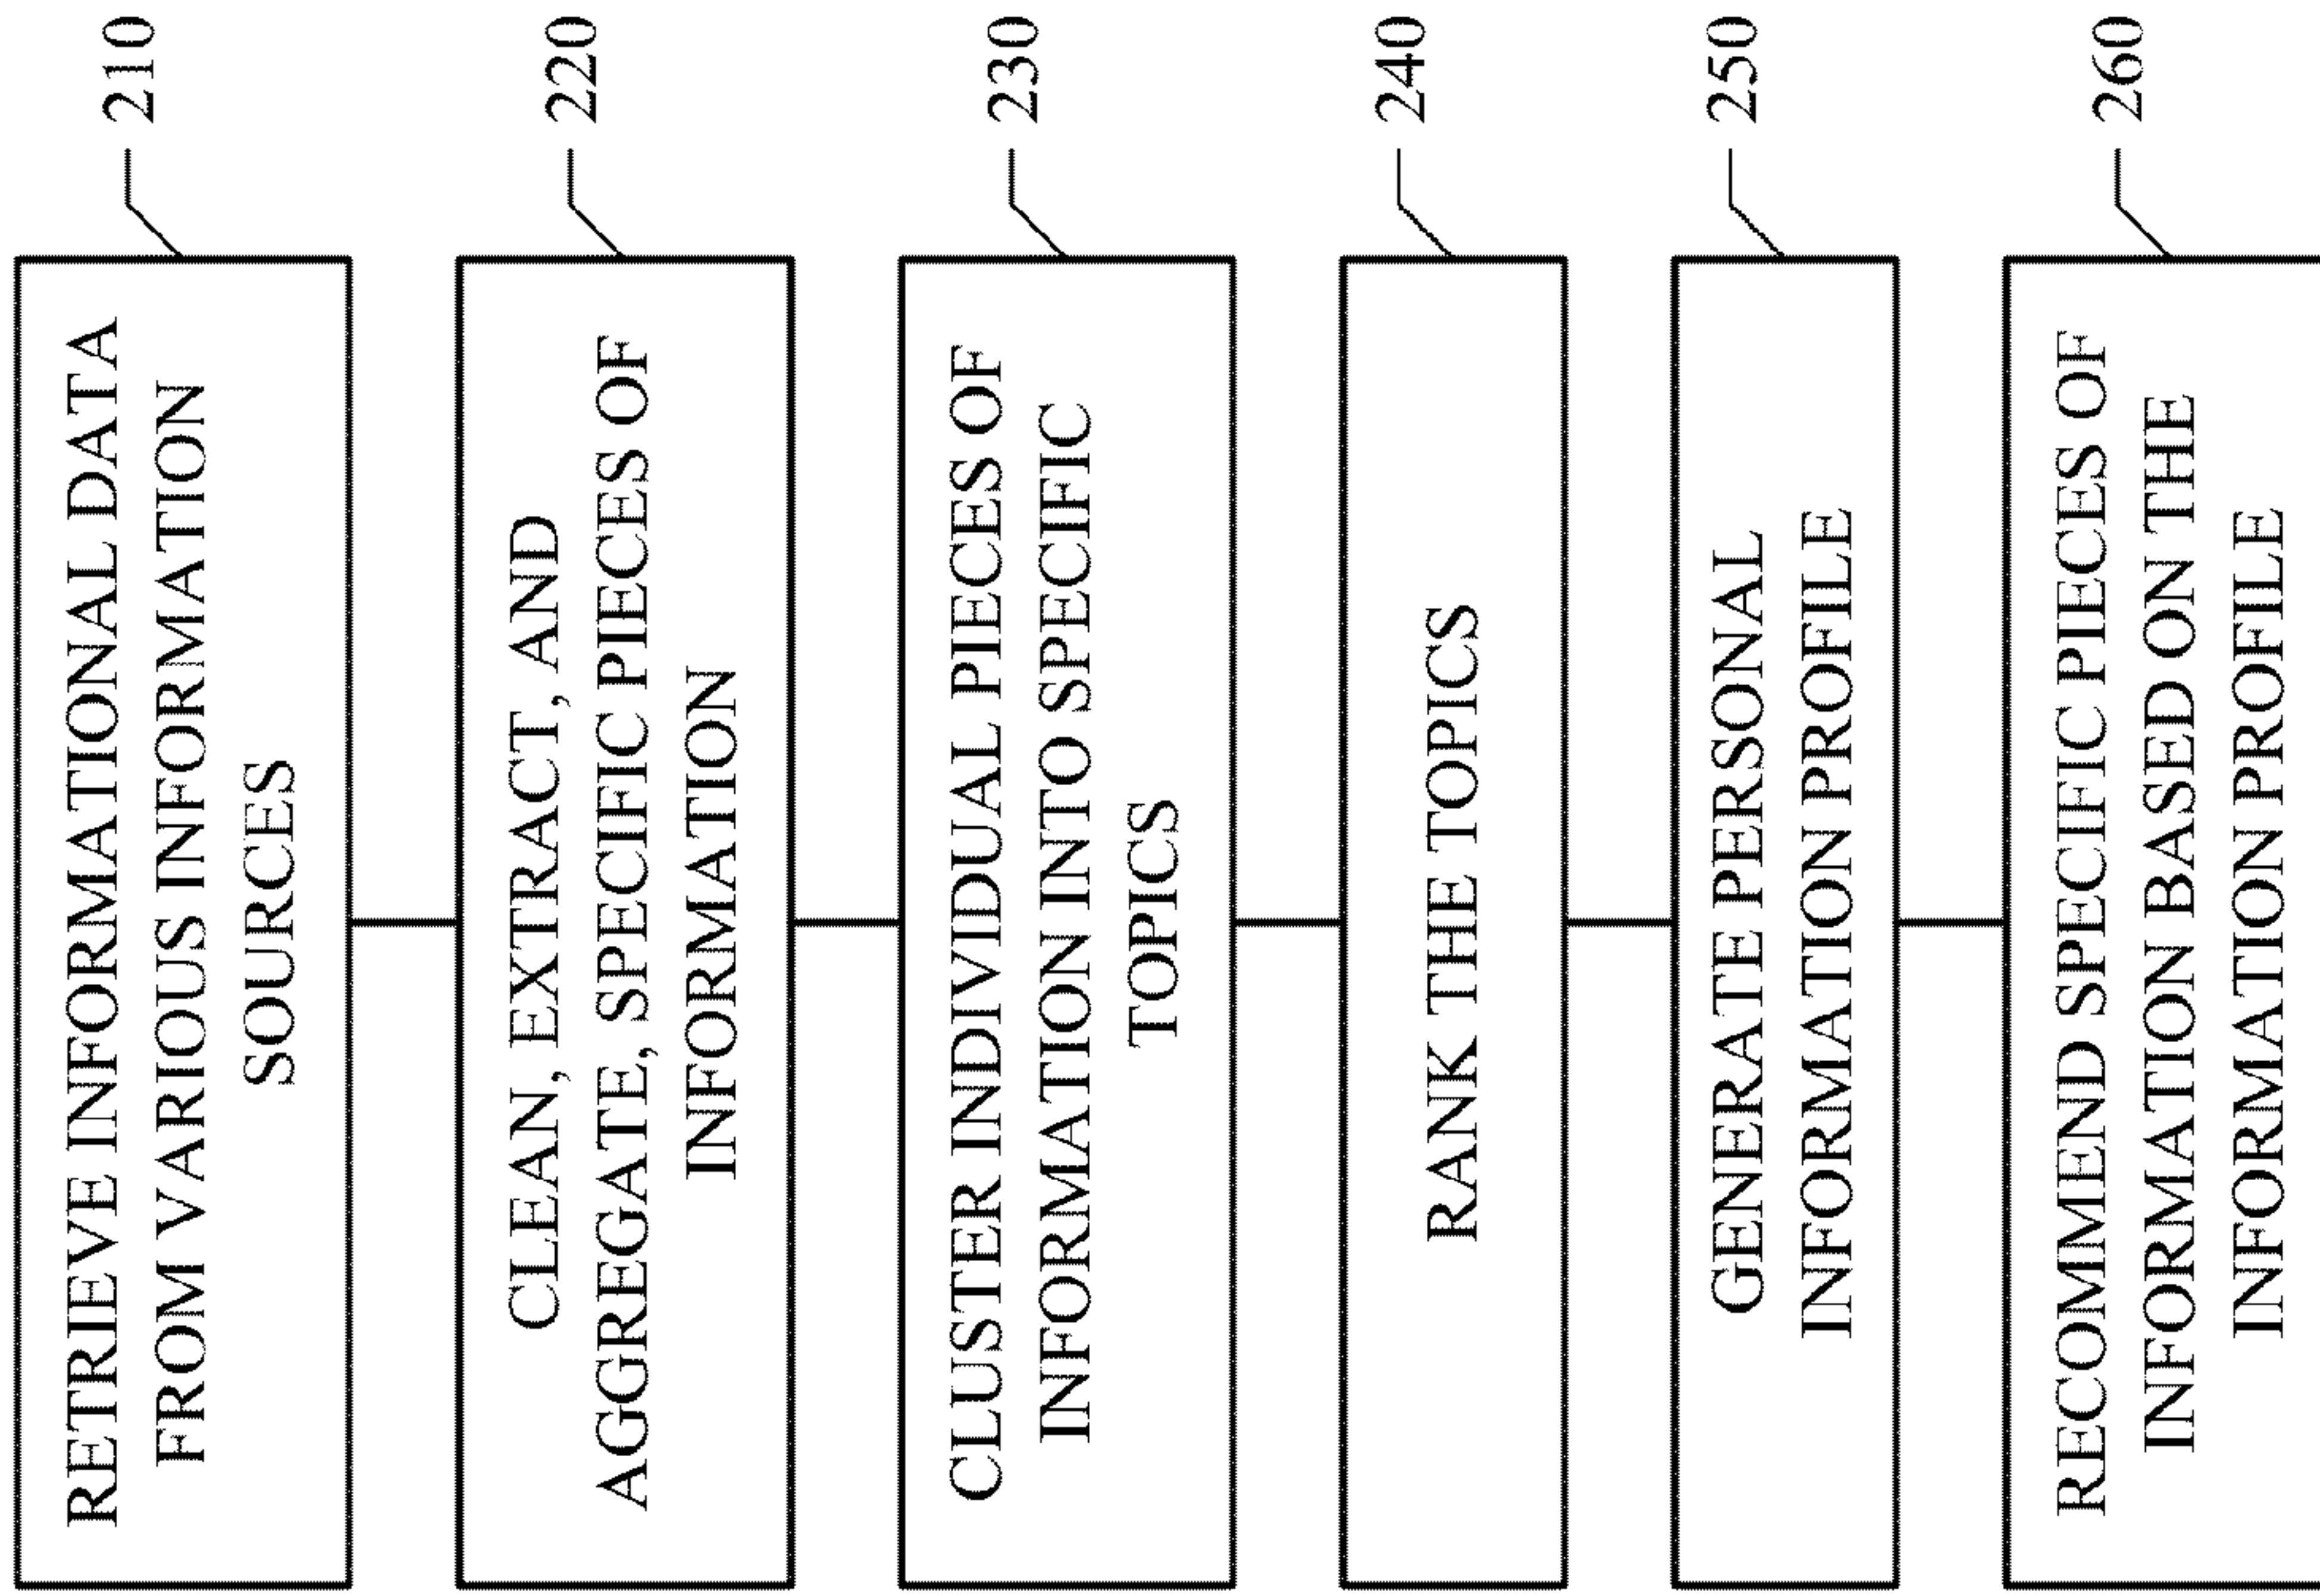 RETRIEVE INFORMATIONAL DATA
FROM VARIOUS INFORMATION
SOURCES
210
CLEAN, EXTRACT, AND
AGGREGATE, SPECIFIC PIECES OF
INFORMATION
220
CLUSTER INDIVIDUAL PIECES OF
INFORMATION INTO SPECIFIC
TOPICS
230
RANK THE TOPICS
240
GENERATE PERSONAL
INFORMATION PROFILE
250
RECOMMEND SPECIFIC PIECES OF
INFORMATION BASED ON THE
INFORMATION PROFILE
260